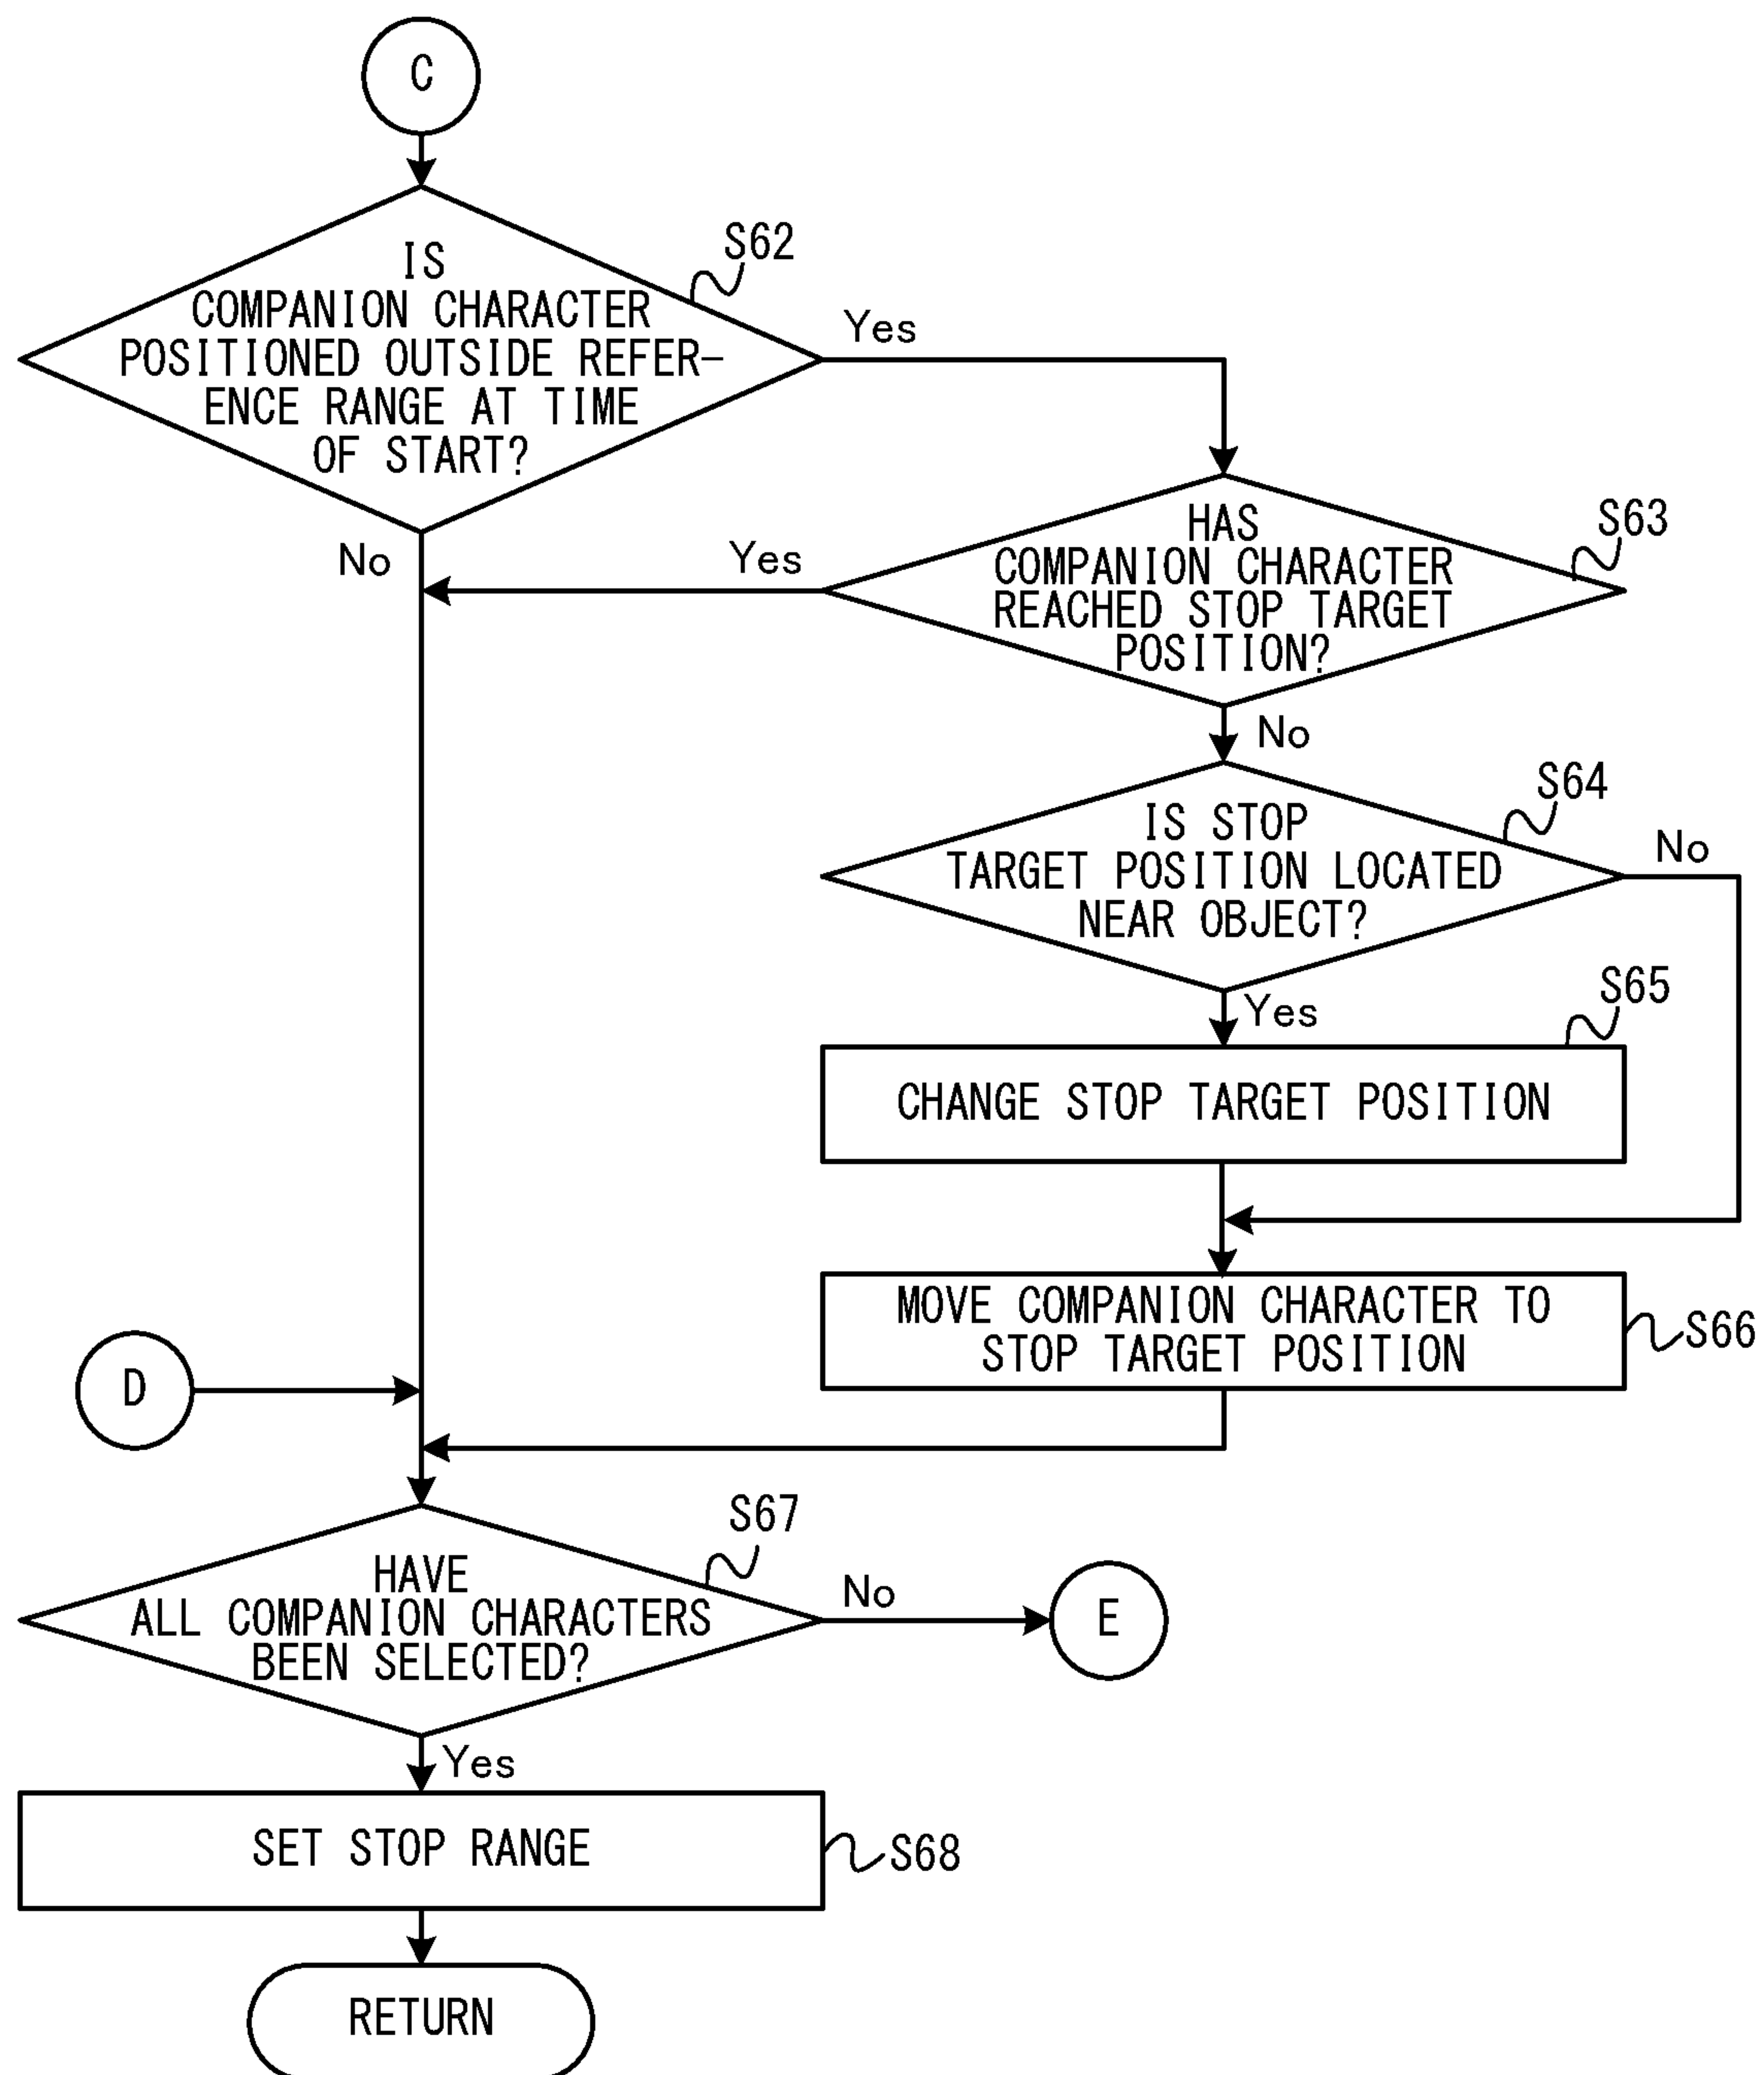 C
S62
IS
COMPANION CHARACTER
POSITIONED OUTSIDE REFER-
ENCE RANGE AT TIME
OF START?
Yes
No
S63
HAS
COMPANION CHARACTER
REACHED STOP TARGET
POSITION?
Yes
No
S64
IS STOP
TARGET POSITION LOCATED
NEAR OBJECT?
No
Yes
S65
CHANGE STOP TARGET POSITION
MOVE COMPANION CHARACTER TO
STOP TARGET POSITION
S66
D
S67
HAVE
ALL COMPANION CHARACTERS
BEEN SELECTED?
No
E
Yes
SET STOP RANGE
S68
RETURN